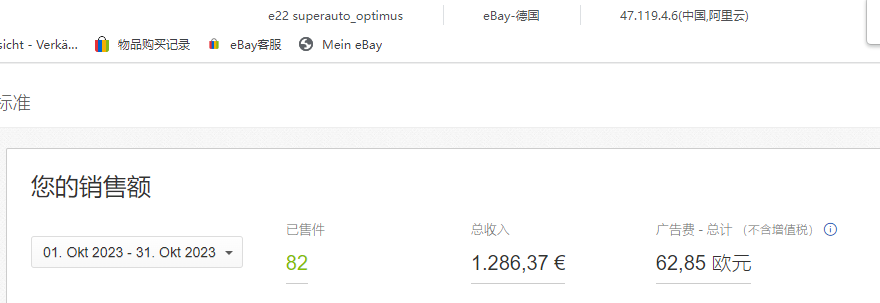 e22 superauto_optimus eBay-德国 47.119.4.6(中国,阿里云)
sicht - Verkä... 物品购买记录 eBay客服 Mein eBay
标准
您的销售额
已售件 总收入 广告费 - 总计 （不含增值税）
01. Okt 2023 - 31. Okt 2023 82 1.286,37 € 62,85 欧元